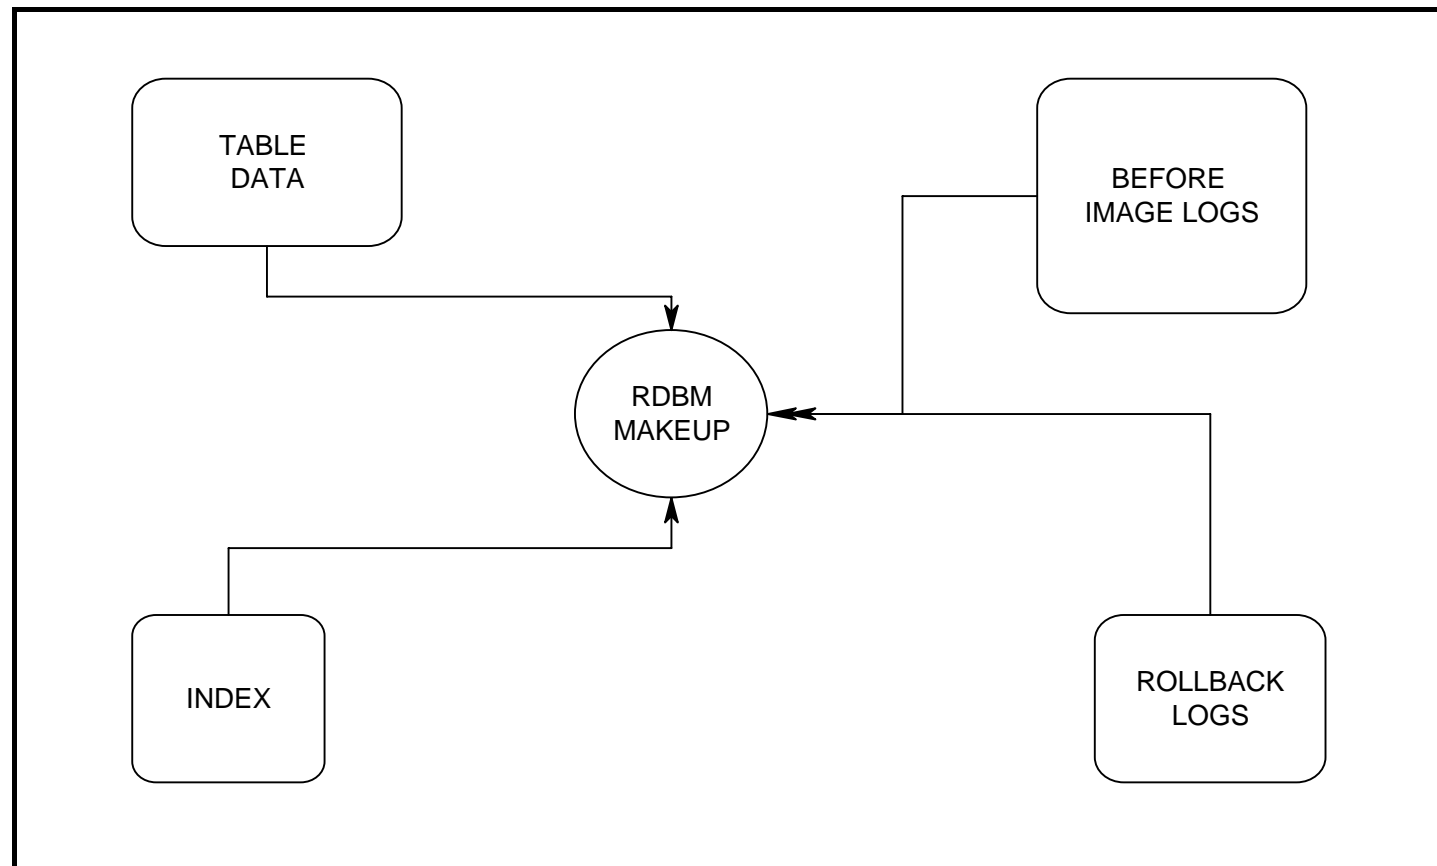 TABLE
DATA
BEFORE
IMAGE LOGS
RDBM
MAKEUP
INDEX
ROLLBACK
LOGS